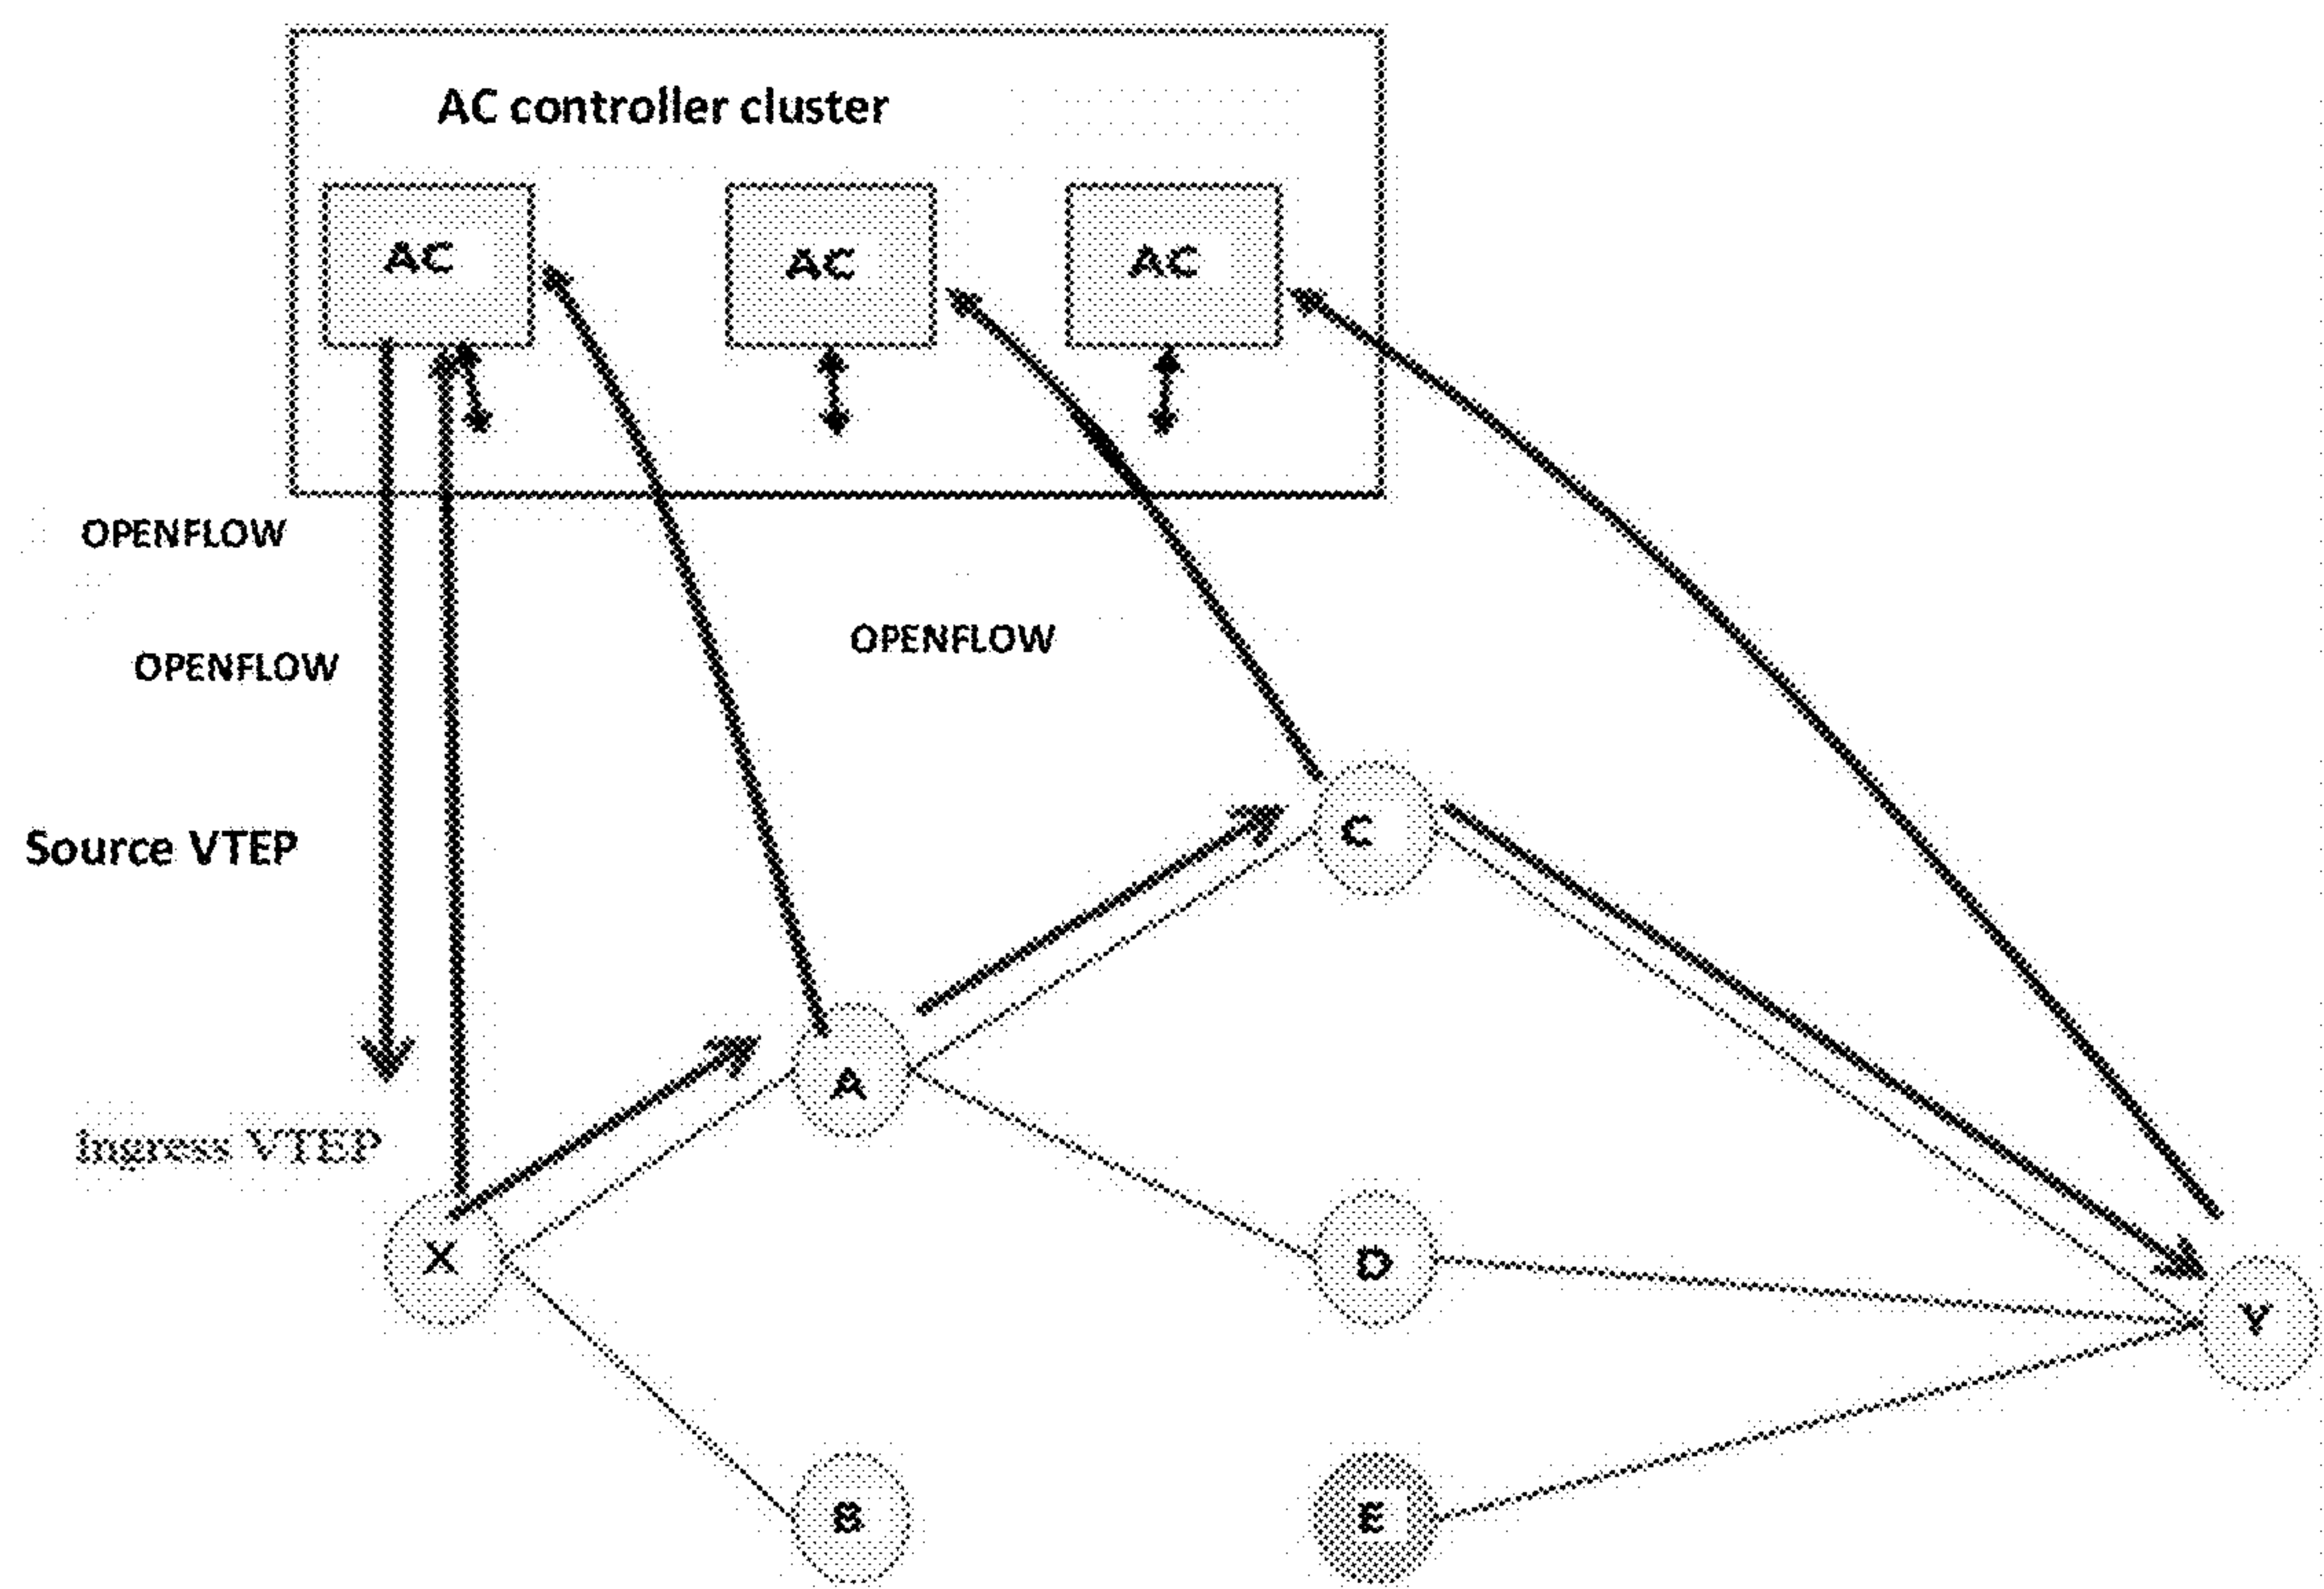 AC controller cluster
AC
AC
AC
OPENFLOW
OPENFLOW
OPENFLOW
Source VTEP
C
A
Ingress VTEP
X
D
Y
B
E